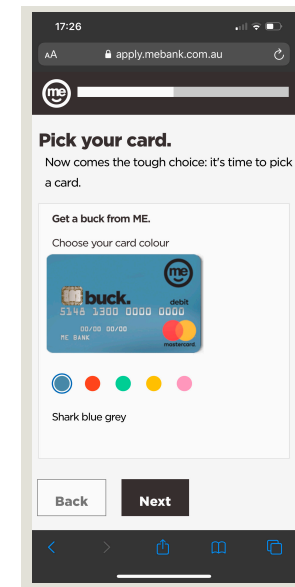 17:26
AA apply.mebank.com.au
me
Pick your card.
Now comes the tough choice: it's time to pick
a card.
Get a buck from ME.
Choose your card colour
me
buck.
debit
5148 1300 0000 0000
00/00 00/00
ME BANK
mastercard
Shark blue grey
Back Next